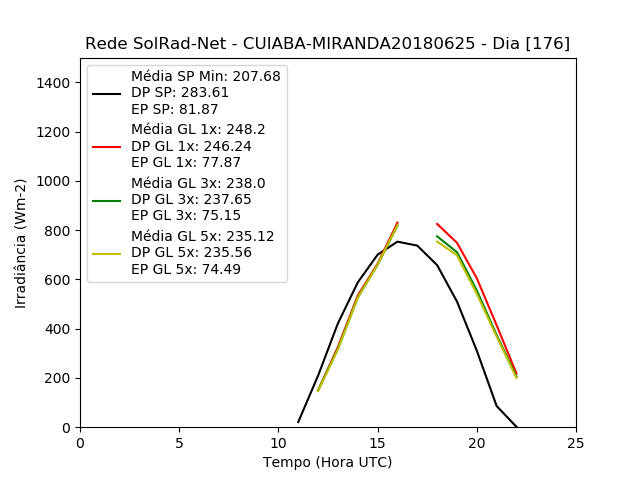 Rede SolRad-Net - CUIABA-MIRANDA20180625 - Dia [176]
Média SP Min: 207.68
DP SP: 283.61
EP SP: 81.87
Média GL 1x: 248.2
DP GL 1x: 246.24
EP GL 1x: 77.87
Média GL 3x: 238.0
DP GL 3x: 237.65
EP GL 3x: 75.15
Média GL 5x: 235.12
DP GL 5x: 235.56
EP GL 5x: 74.49
Irradiância (Wm-2)
1400
1200
1000
800
600
400
200
0
0 5 10 15 20 25
Tempo (Hora UTC)